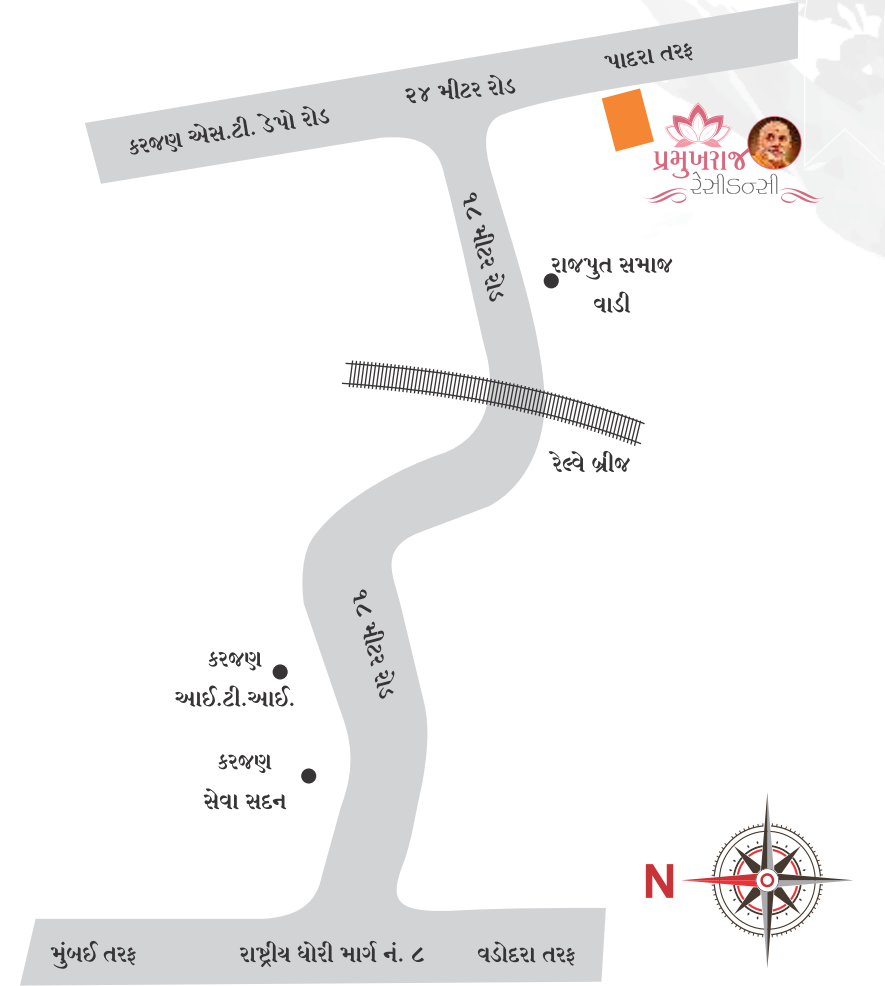 પાદરા તરફ
૨૪ મીટર રોડ
કરજણ એસ.ટી. ડેપો રોડ
પ્રમુખરાજ
રેસીડન્સી
૧૮ મીટર રોડ
રાજપુત સમાજ
વાડી
રેલ્વે બ્રીજ
૧૮ મીટર રોડ
કરજણ
આઈ.ટી.આઈ.
કરજણ
સેવા સદન
N
મુંબઈ તરફ
રાષ્ટ્રીય ધોરી માર્ગ નં. ૮
વડોદરા તરફ